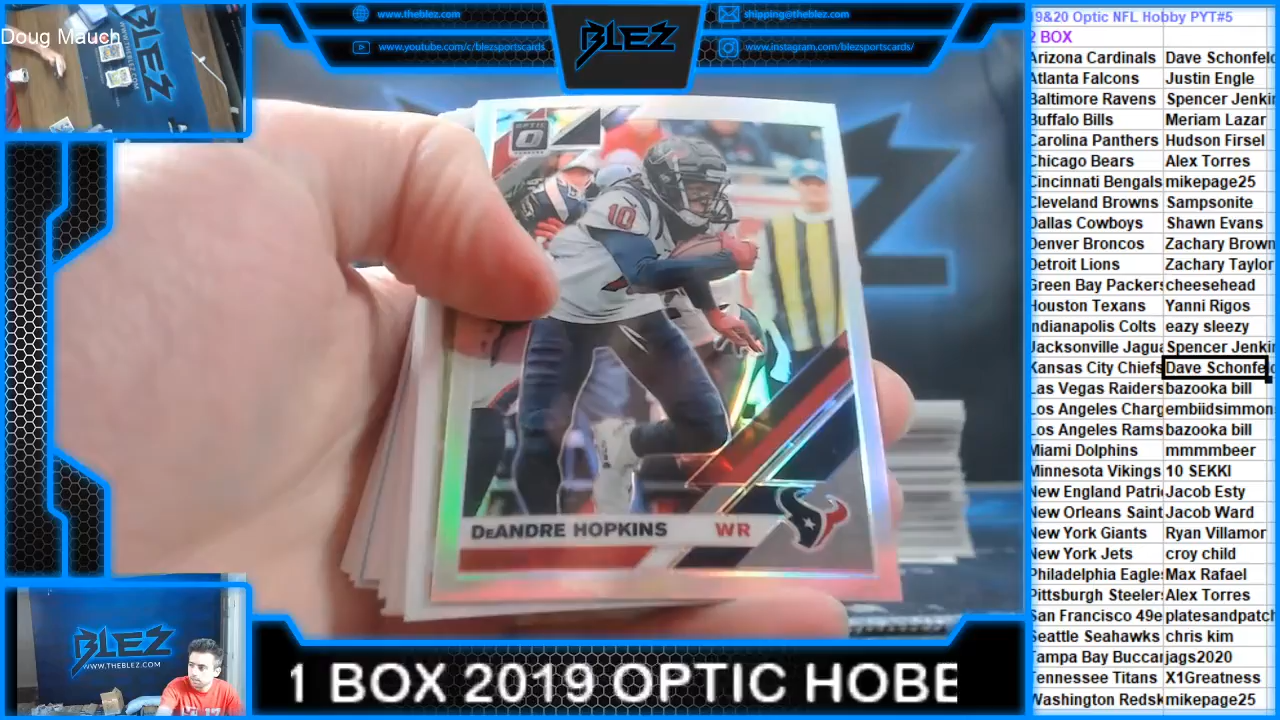 Doug Mauch
www.theblez.com
shipping@theblez.com
www.youtube.com/c/blezsportscards
www.instagram.com/blezsportscards/
BLEZ
OPTIC
10
DeANDRE HOPKINS WR
BLEZ
WWW.THEBLEZ.COM
1 BOX 2019 OPTIC HOBB
19&20 Optic NFL Hobby PYT#5
2 BOX
Arizona Cardinals Dave Schonfeld
Atlanta Falcons Justin Engle
Baltimore Ravens Spencer Jenkin
Buffalo Bills Meriam Lazar
Carolina Panthers Hudson Firsel
Chicago Bears Alex Torres
Cincinnati Bengals mikepage25
Cleveland Browns Sampsonite
Dallas Cowboys Shawn Evans
Denver Broncos Zachary Brown
Detroit Lions Zachary Taylor
Green Bay Packers cheesehead
Houston Texans Yanni Rigos
Indianapolis Colts eazy sleezy
Jacksonville Jagua Spencer Jenkin
Kansas City Chiefs Dave Schonfeld
Las Vegas Raiders bazooka bill
Los Angeles Charg embiidsimmon
Los Angeles Rams bazooka bill
Miami Dolphins mmmmbeer
Minnesota Vikings 10 SEKKI
New England Patri Jacob Esty
New Orleans Saint Jacob Ward
New York Giants Ryan Villamor
New York Jets croy child
Philadelphia Eagles Max Rafael
Pittsburgh Steelers Alex Torres
San Francisco 49e platesandpatch
Seattle Seahawks chris kim
Tampa Bay Buccan jags2020
Tennessee Titans X1Greatness
Washington Redsk mikepage25